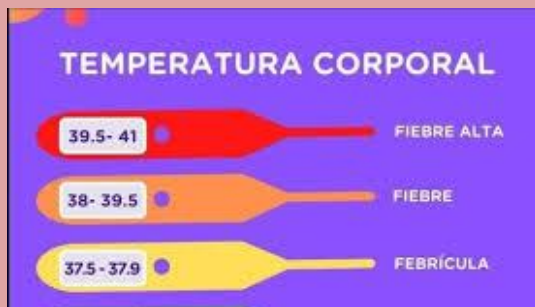 TEMPERATURA CORPORAL
39.5- 41 FIEBRE ALTA
38- 39.5 FIEBRE
37.5 - 37.9 FEBRÍCULA